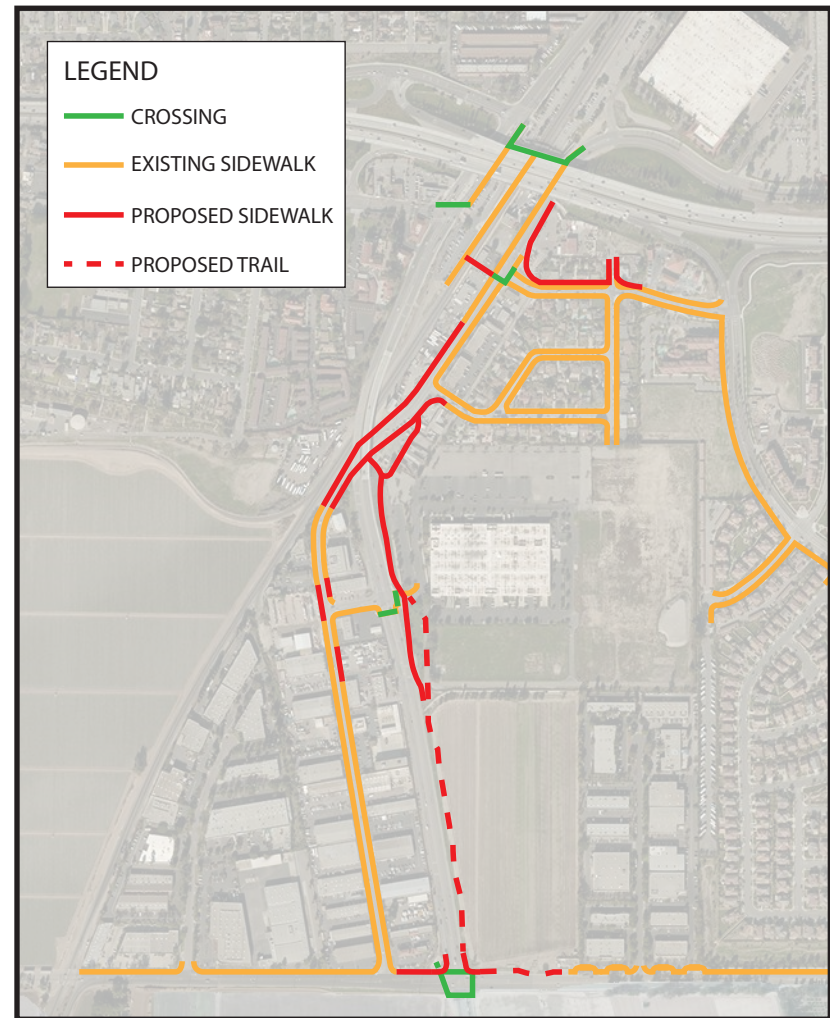 LEGEND
CROSSING
EXISTING SIDEWALK
PROPOSED SIDEWALK
PROPOSED TRAIL